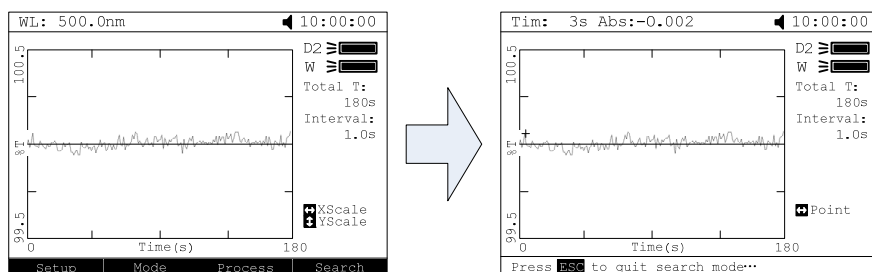 WL: 500.0nm 10:00:00
100.5
%T
99.5
0 Time(s) 180
D2
W
Total T:
180s
Interval:
1.0s
XScale
YScale
Setup Mode Process Search
Tim: 3s Abs:-0.002 10:00:00
100.5
%T
99.5
0 Time(s) 180
D2
W
Total T:
180s
Interval:
1.0s
Point
Press ESC to quit search mode…